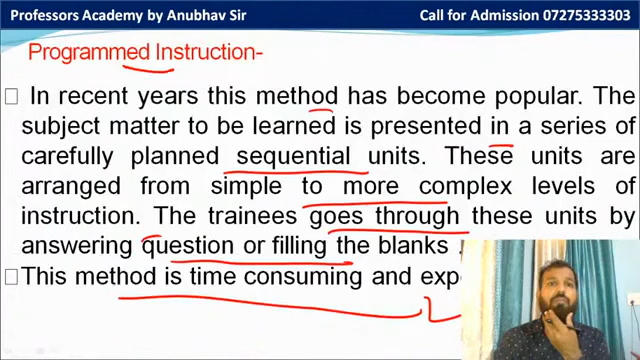 Professors Academy by Anubhav Sir
Call for Admission 07275333303
Programmed Instruction-
In recent years this method has become popular. The
subject matter to be learned is presented in a series of
carefully planned sequential units. These units are
arranged from simple to more complex levels of
instruction. The trainees goes through these units by
answering question or filling the blanks
This method is time consuming and